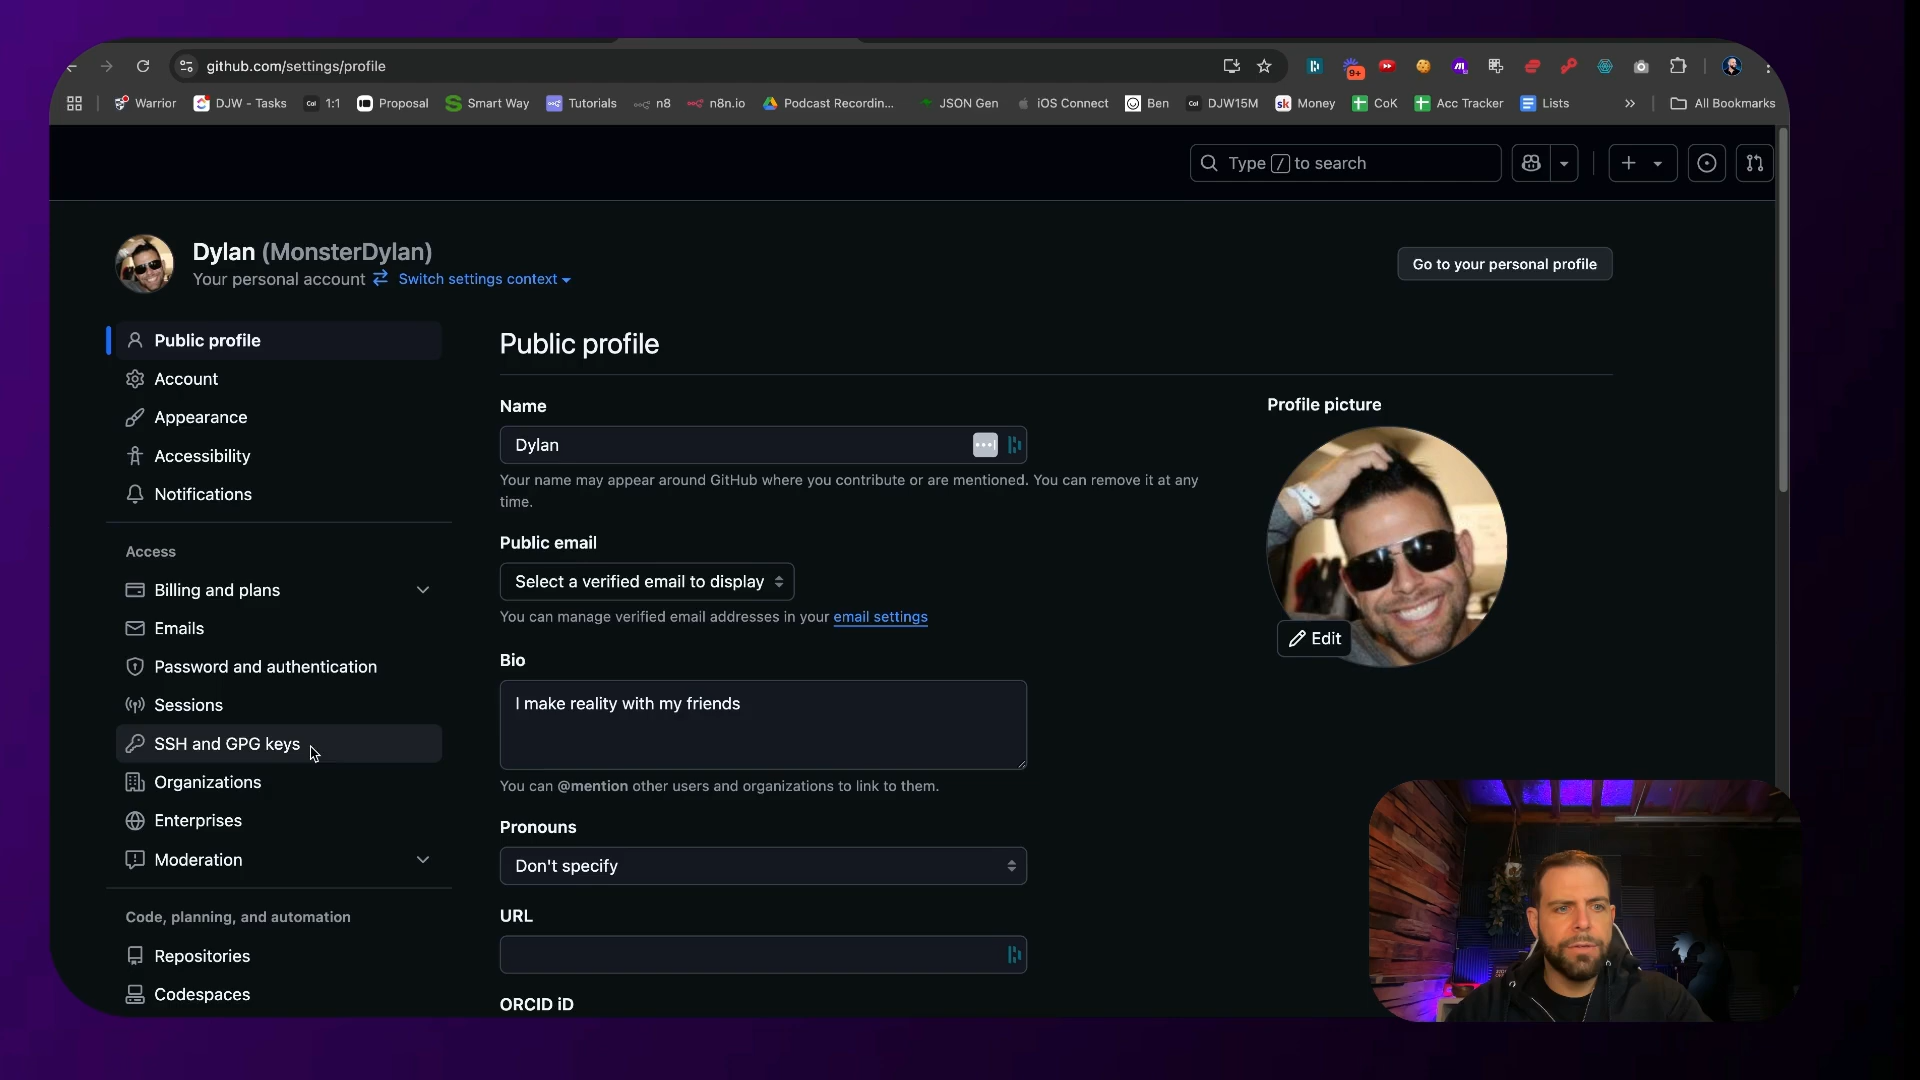 github.com/settings/profile
9+
Warrior
DJW - Tasks
Cal 1:1
Proposal
Smart Way
Tutorials
n8
n8n.io
Podcast Recordin...
JSON Gen
iOS Connect
Ben
Cal DJW15M
sk Money
CoK
Acc Tracker
Lists
All Bookmarks
Type / to search
Dylan (MonsterDylan)
Your personal account
Switch settings context
Go to your personal profile
Public profile
Account
Appearance
Accessibility
Notifications
Access
Billing and plans
Emails
Password and authentication
Sessions
SSH and GPG keys
Organizations
Enterprises
Moderation
Code, planning, and automation
Repositories
Codespaces
Public profile
Name
Dylan
Your name may appear around GitHub where you contribute or are mentioned. You can remove it at any
time.
Public email
Select a verified email to display
You can manage verified email addresses in your email settings
Bio
I make reality with my friends
You can @mention other users and organizations to link to them.
Pronouns
Don't specify
URL
ORCID iD
Profile picture
Edit